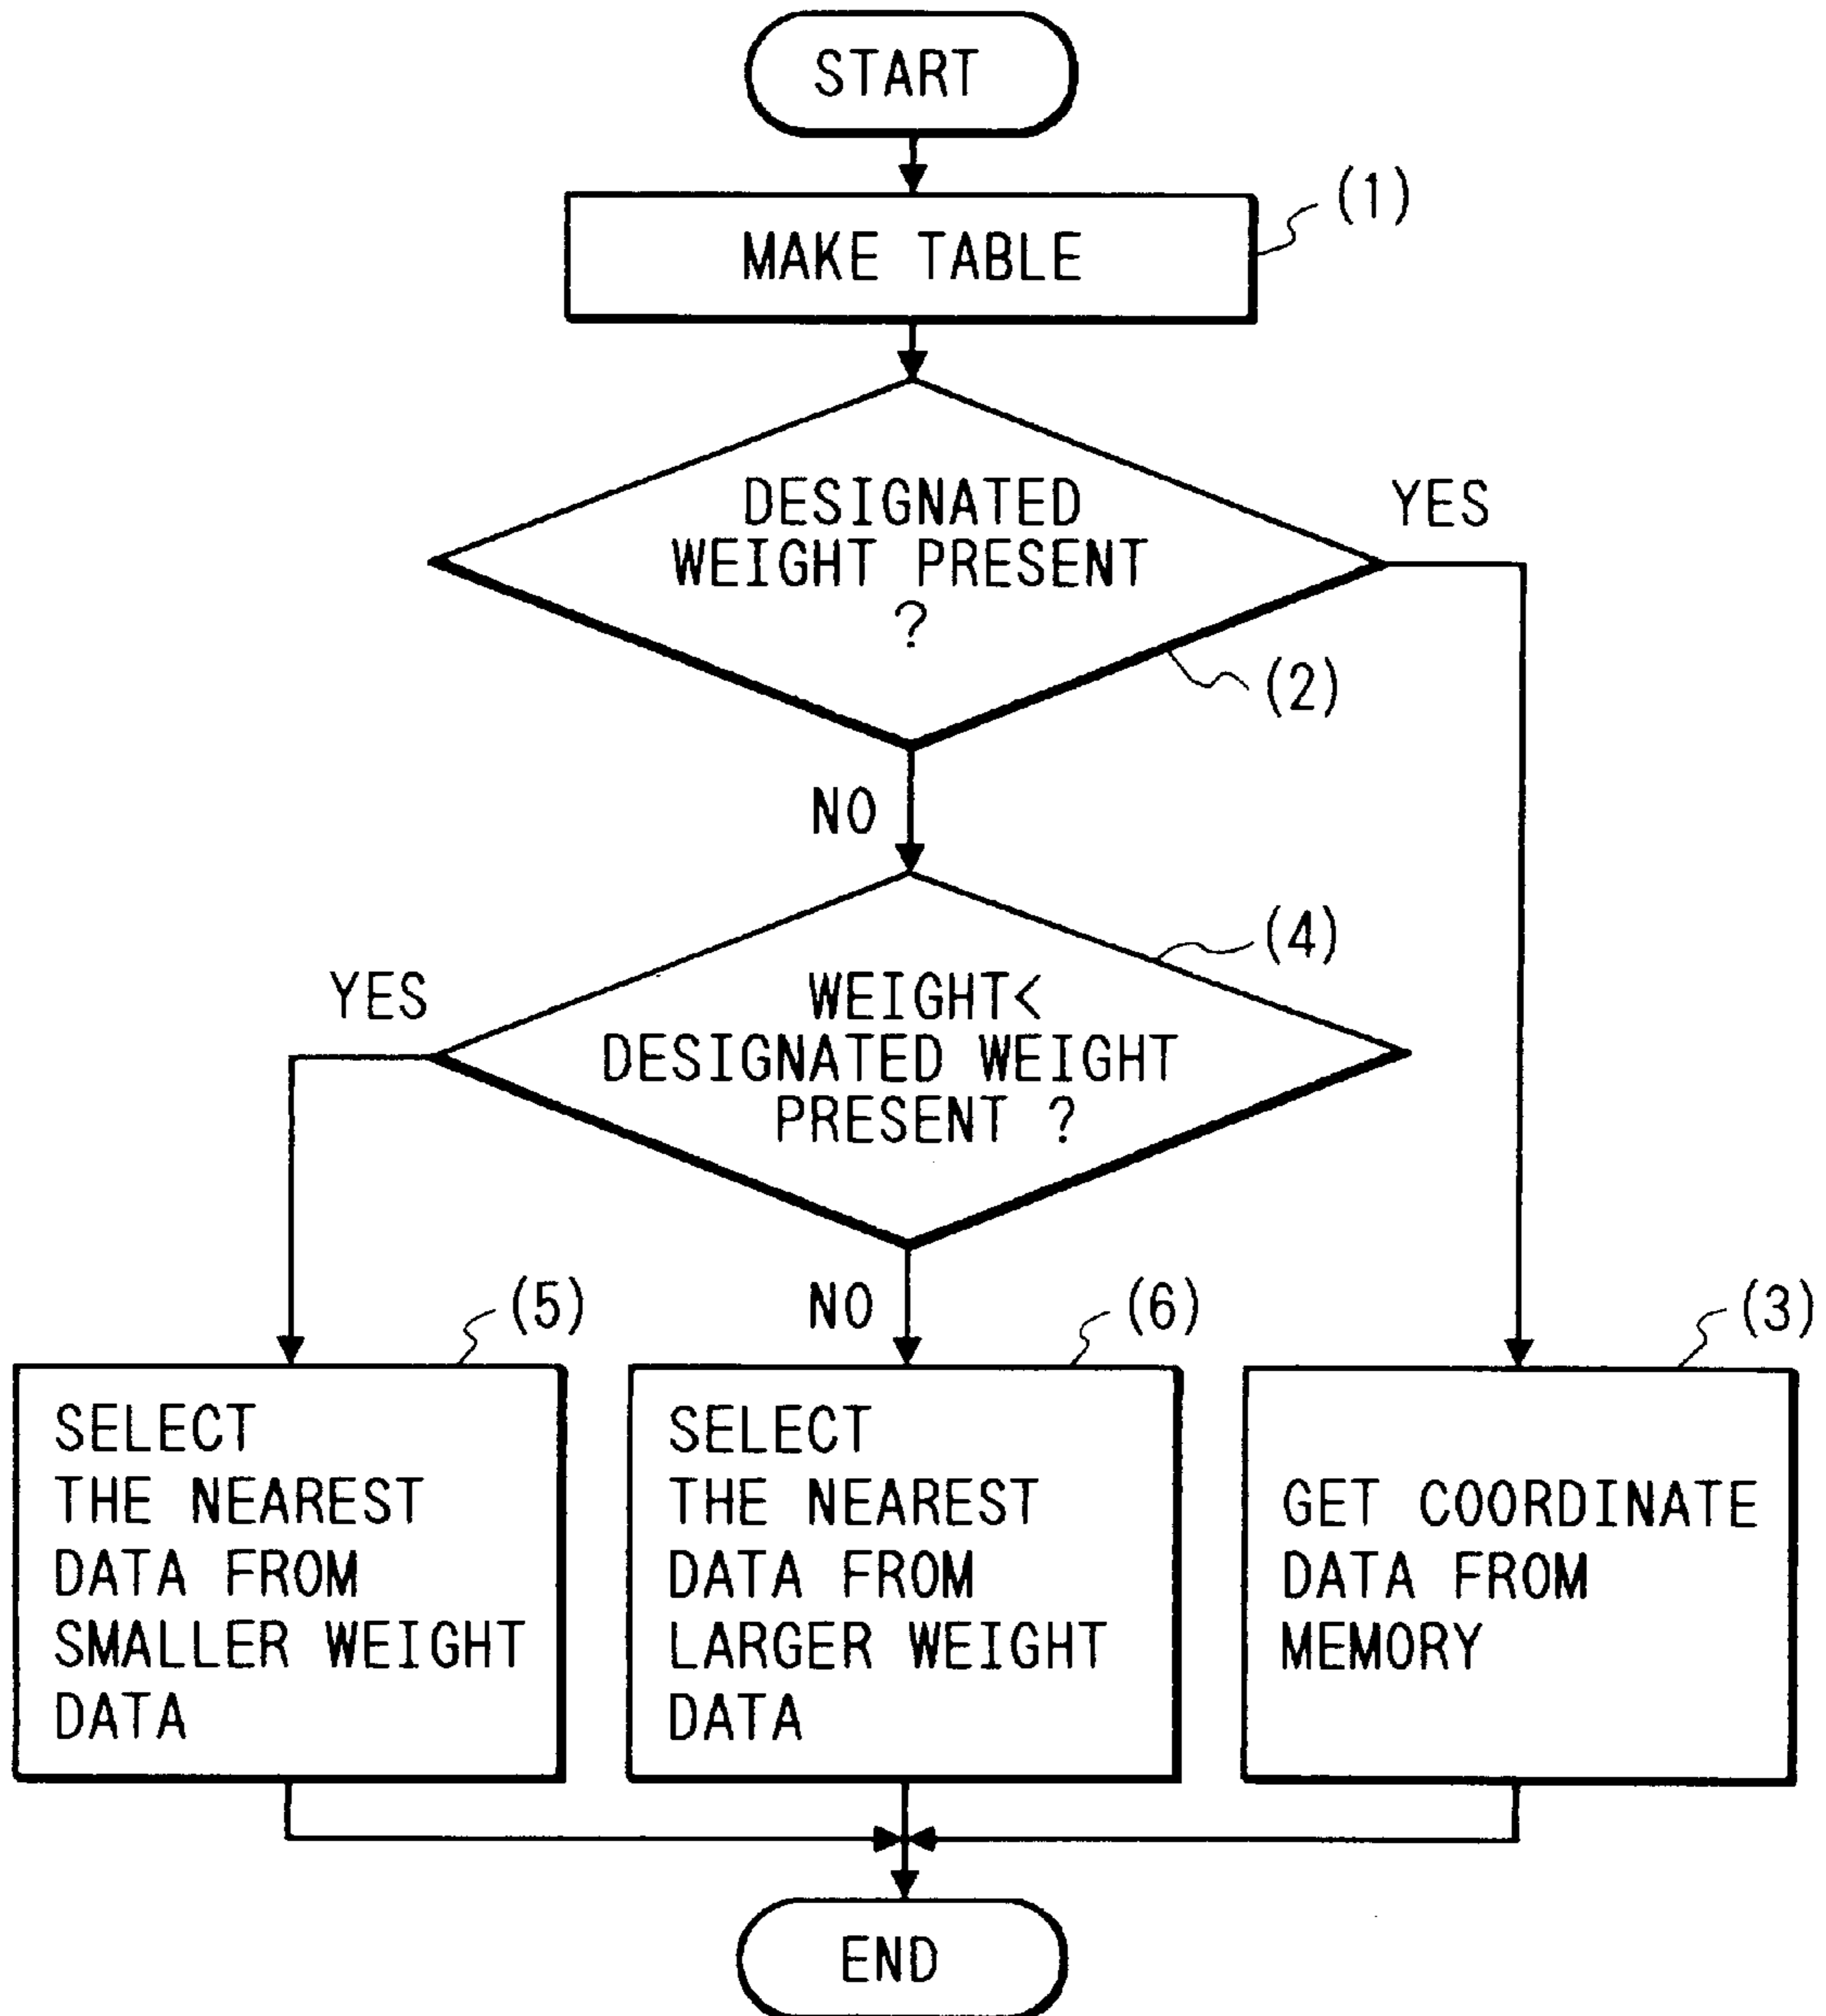 START
(1)
MAKE TABLE
DESIGNATED
WEIGHT PRESENT
?
YES
(2)
NO
(4)
YES
WEIGHT<
DESIGNATED WEIGHT
PRESENT ?
NO
(5)
SELECT
THE NEAREST
DATA FROM
SMALLER WEIGHT
DATA
(6)
SELECT
THE NEAREST
DATA FROM
LARGER WEIGHT
DATA
(3)
GET COORDINATE
DATA FROM
MEMORY
END